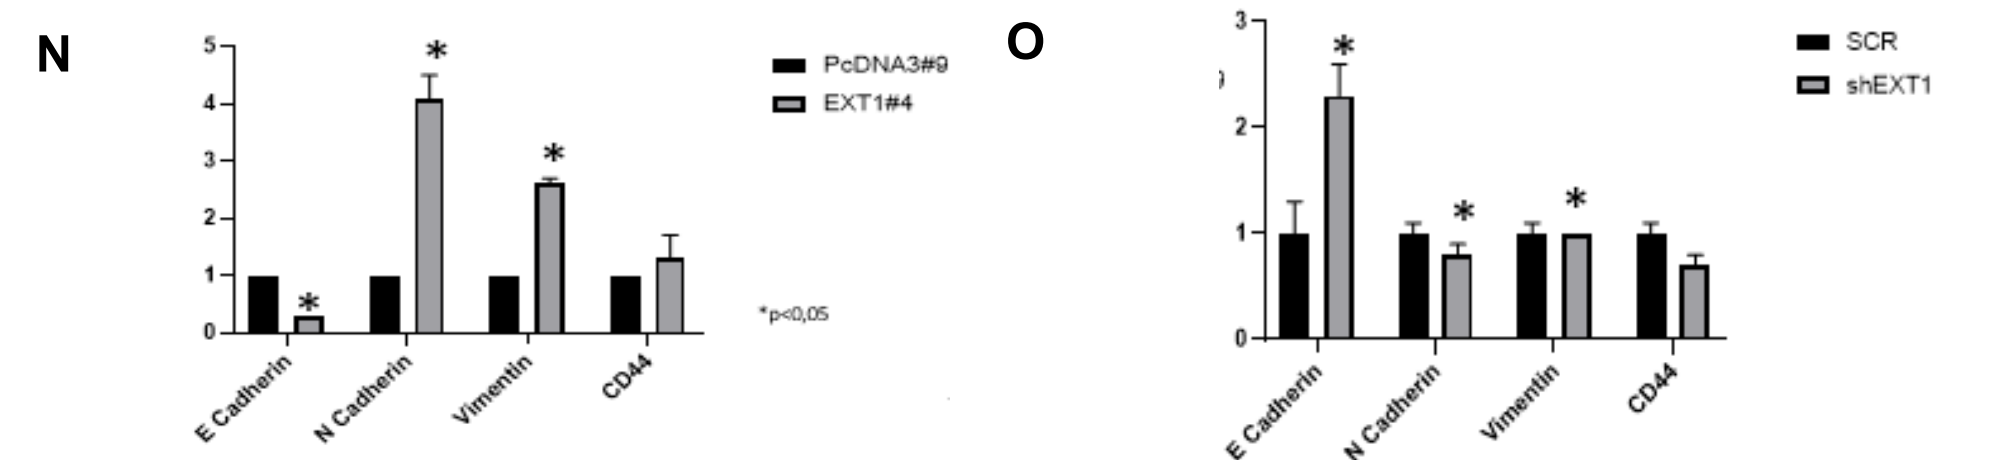 N
5
4
3
2
1
0
*
*
*
E Cadherin
N Cadherin
Vimentin
CD44
PcDNA3#9
EXT1#4
*p<0,05
O
3
2
1
0
*
*
*
E Cadherin
N Cadherin
Vimentin
CD44
SCR
shEXT1